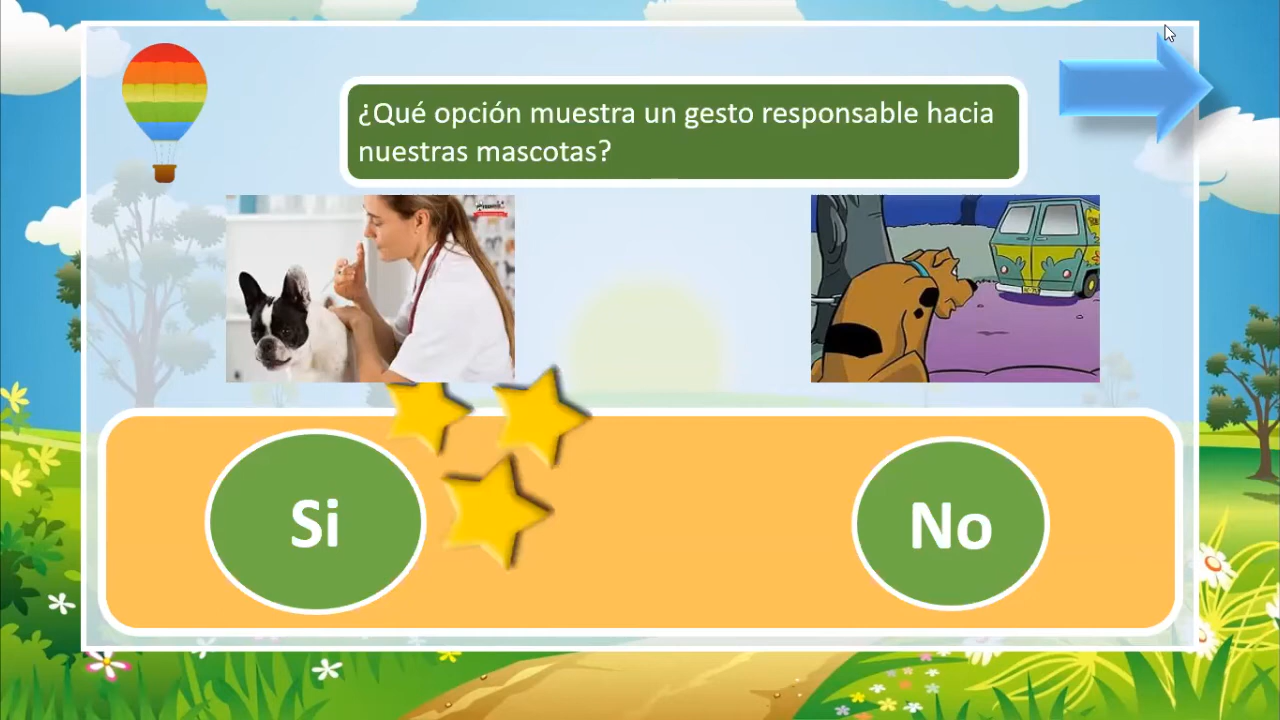 ¿Qué opción muestra un gesto responsable hacia
nuestras mascotas?
Si
No